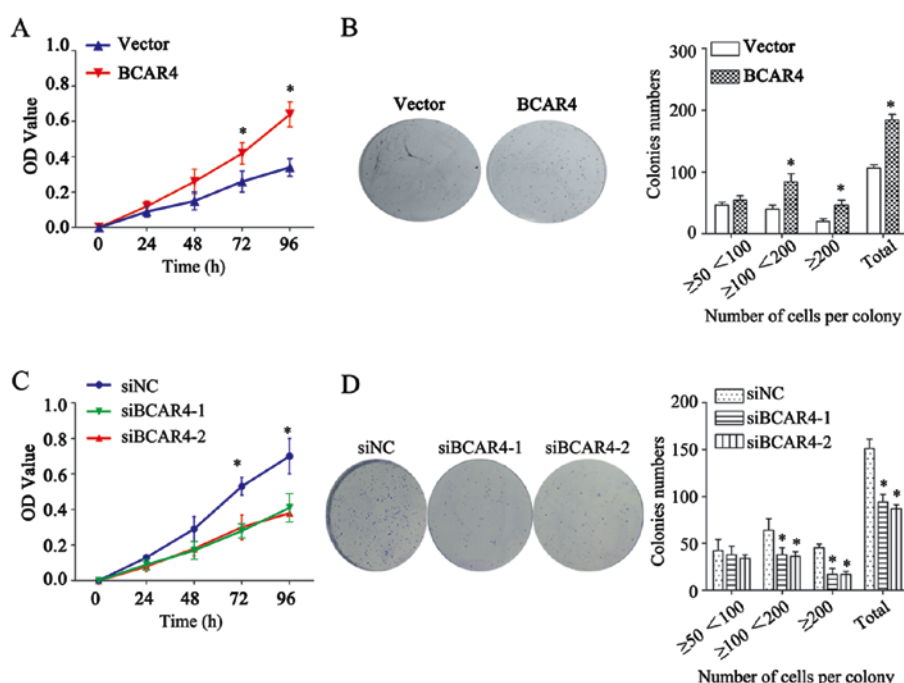 A
1.0
0.8
0.6
0.4
0.2
0.0
OD Value
Vector
BCAR4
*
*
0
24
48
72
96
Time (h)
B
Vector
BCAR4
Vector
BCAR4
300
200
100
0
Colonies numbers
*
*
*
≥50 <100
≥100 <200
≥200
Total
Number of cells per colony
C
siNC
siBCAR4-1
siBCAR4-2
1.0
0.8
0.6
0.4
0.2
0.0
OD Value
*
*
0
24
48
72
96
Time (h)
D
siNC
siBCAR4-1
siBCAR4-2
siNC
siBCAR4-1
siBCAR4-2
200
150
100
50
0
Colonies numbers
* *
* *
* *
≥50 <100
≥100 <200
≥200
Total
Number of cells per colony